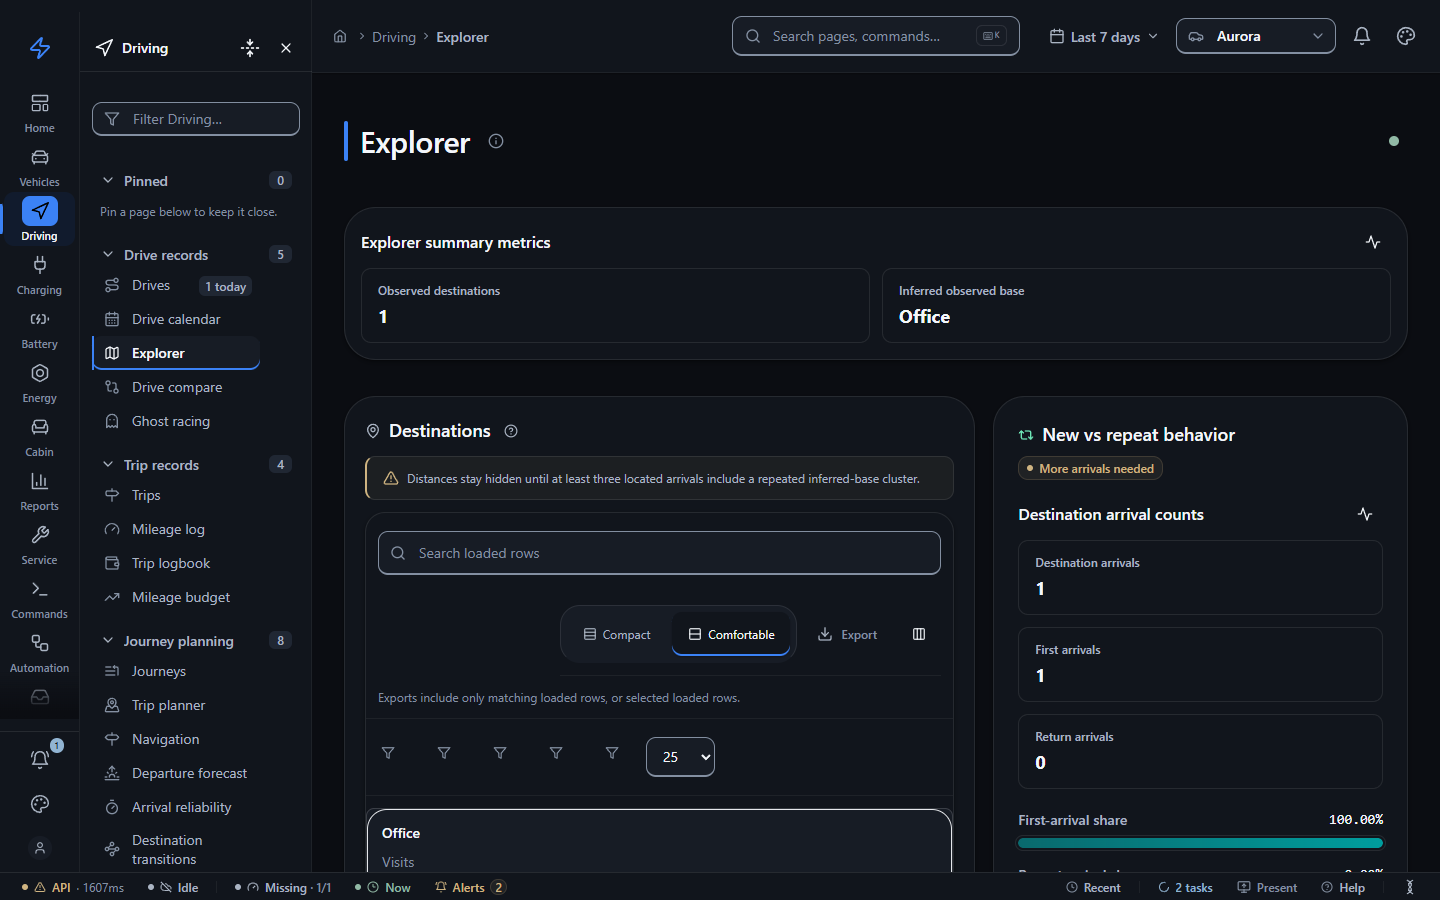 Home
Vehicles
Driving
Charging
Battery
Energy
Cabin
Reports
Service
Commands
Automation
1
Driving
Filter Driving...
Pinned 0
Pin a page below to keep it close.
Drive records 5
Drives 1 today
Drive calendar
Explorer
Drive compare
Ghost racing
Trip records 4
Trips
Mileage log
Trip logbook
Mileage budget
Journey planning 8
Journeys
Trip planner
Navigation
Departure forecast
Arrival reliability
Destination
transitions
Driving Explorer
Search pages, commands... K
Last 7 days
Aurora
Explorer
Explorer summary metrics
Observed destinations
1
Inferred observed base
Office
Destinations
Distances stay hidden until at least three located arrivals include a repeated inferred-base cluster.
Search loaded rows
Compact Comfortable Export
Exports include only matching loaded rows, or selected loaded rows.
25
Office
Visits
New vs repeat behavior
More arrivals needed
Destination arrival counts
Destination arrivals
1
First arrivals
1
Return arrivals
0
First-arrival share 100.00%
API · 1607ms Idle Missing · 1/1 Now Alerts 2 Recent 2 tasks Present Help